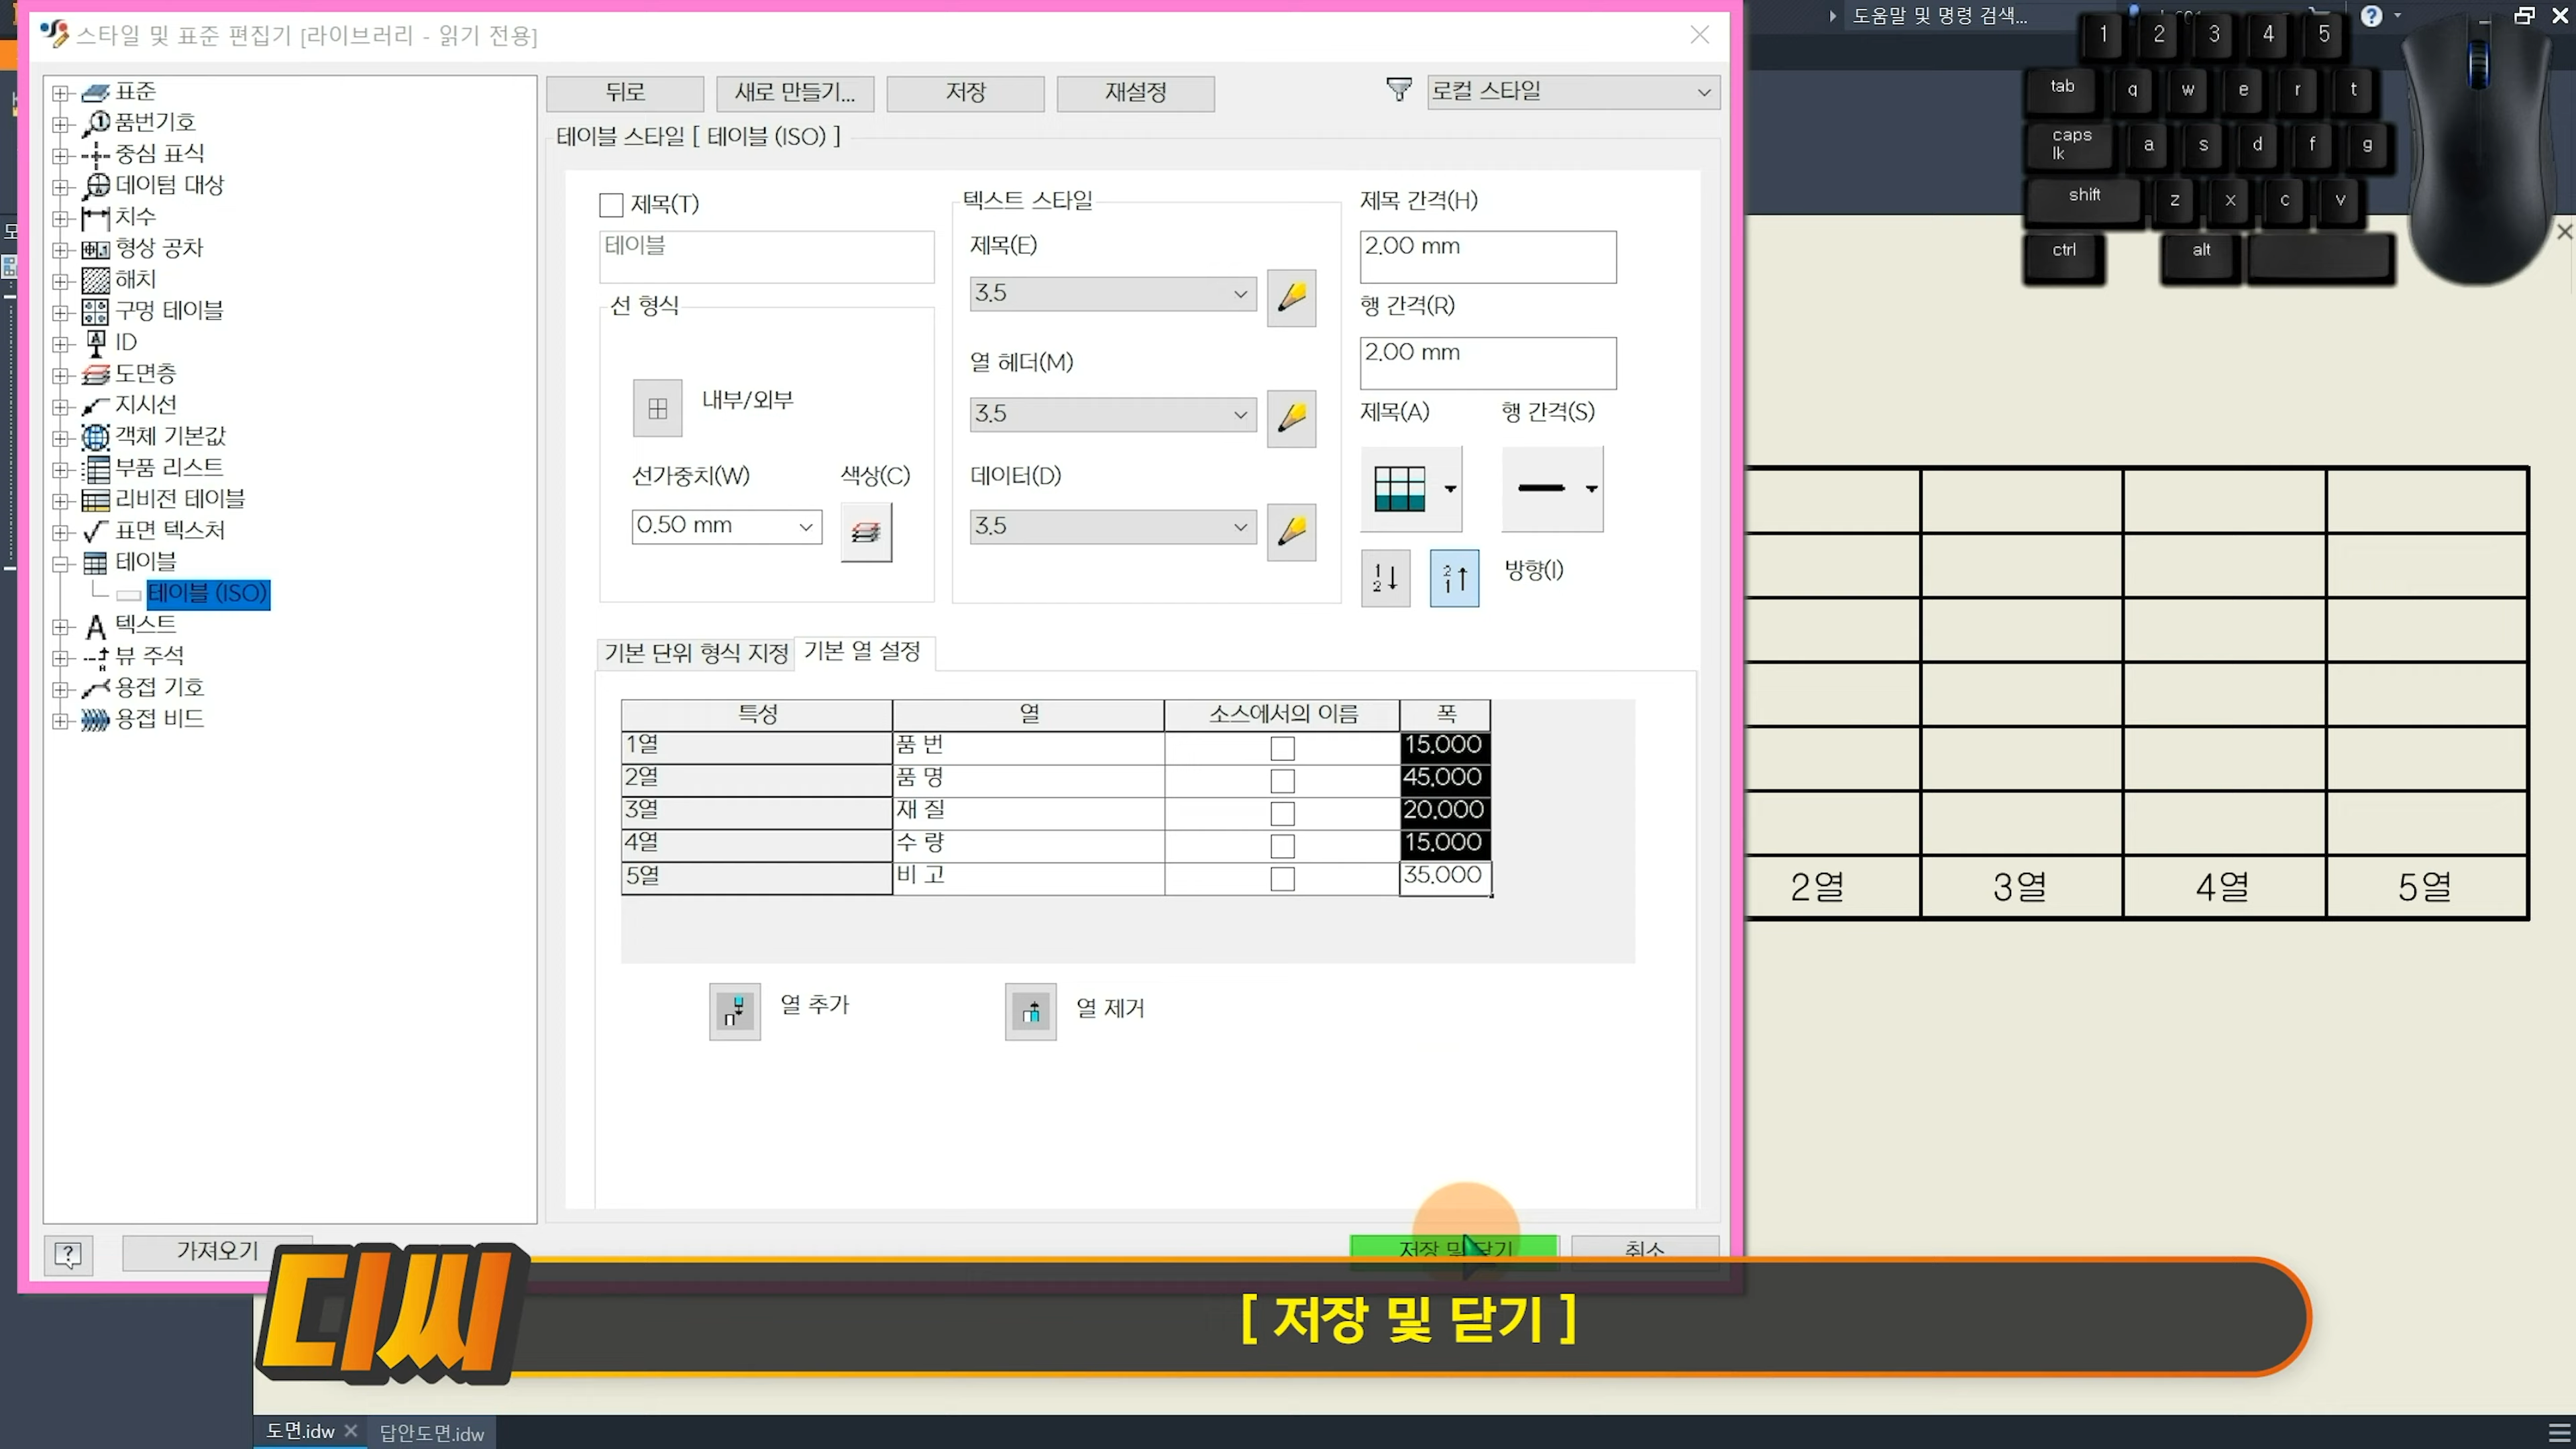 스타일 및 표준 편집기 [라이브러리 - 읽기 전용]
도움말 및 명령 검색...
표준
품번기호
중심 표식
데이텀 대상
치수
형상 공차
해치
구멍 테이블
ID
도면층
지시선
객체 기본값
부품 리스트
리비전 테이블
표면 텍스처
테이블
테이블 (ISO)
텍스트
뷰 주석
용접 기호
용접 비드
뒤로 새로 만들기... 저장 재설정 로컬 스타일
테이블 스타일 [ 테이블 (ISO) ]
제목(T)
테이블
선 형식
내부/외부
선가중치(W) 색상(C)
0.50 mm
텍스트 스타일
제목(E)
3.5
열 헤더(M)
3.5
데이터(D)
3.5
제목 간격(H)
2.00 mm
행 간격(R)
2.00 mm
제목(A) 행 간격(S)
방향(I)
기본 단위 형식 지정 기본 열 설정
특성 열 소스에서의 이름 폭
1열 품 번 15.000
2열 품 명 45.000
3열 재 질 20.000
4열 수 량 15.000
5열 비 고 35.000
열 추가 열 제거
가져오기 저장 및 닫기 취소
2열 3열 4열 5열
1 2 3 4 5
tab q w e r t
caps lk a s d f g
shift z x c v
ctrl alt
디씨
[ 저장 및 닫기 ]
도면.idw 답안도면.idw